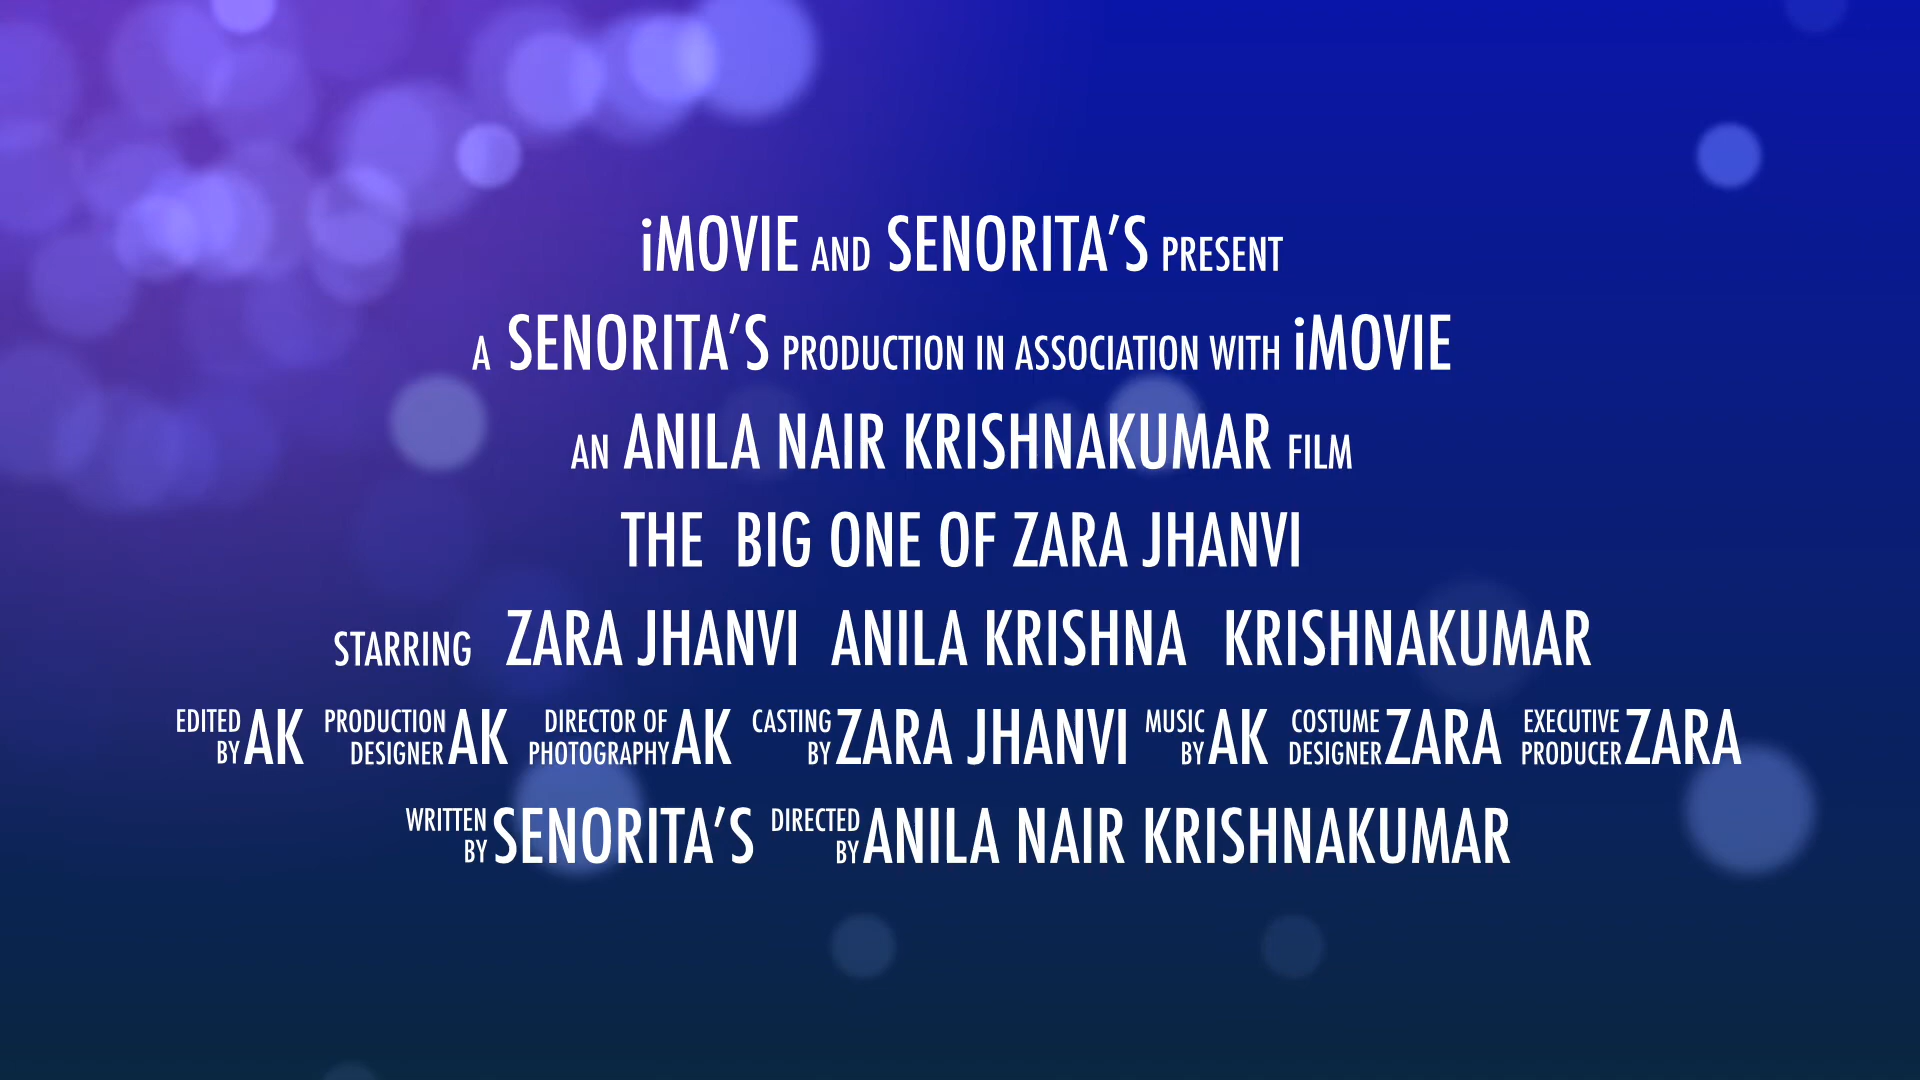 iMOVIE AND SENORITA'S PRESENT
A SENORITA'S PRODUCTION IN ASSOCIATION WITH iMOVIE
AN ANILA NAIR KRISHNAKUMAR FILM
THE BIG ONE OF ZARA JHANVI
STARRING ZARA JHANVI ANILA KRISHNA KRISHNAKUMAR
EDITED BY AK PRODUCTION DESIGNER AK DIRECTOR OF PHOTOGRAPHY AK CASTING BY ZARA JHANVI MUSIC BY AK COSTUME DESIGNER ZARA EXECUTIVE PRODUCER ZARA
WRITTEN BY SENORITA'S DIRECTED BY ANILA NAIR KRISHNAKUMAR